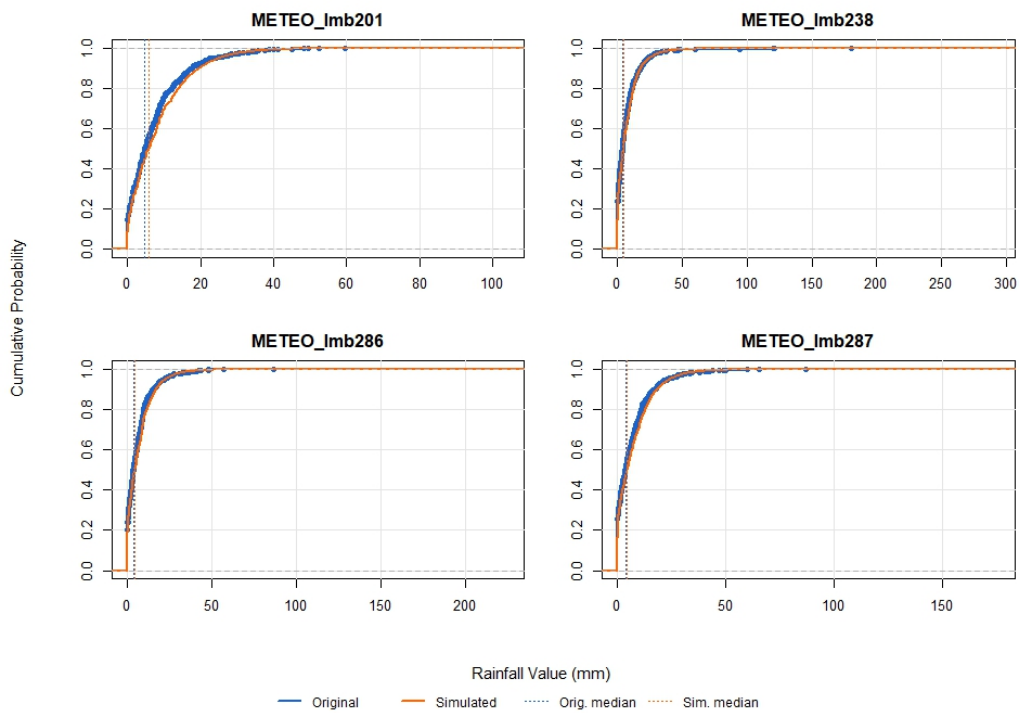 METEO_lmb201
METEO_lmb238
0.0 0.2 0.4 0.6 0.8 1.0
0 20 40 60 80 100
0.0 0.2 0.4 0.6 0.8 1.0
0 50 100 150 200 250 300
Cumulative Probability
METEO_lmb286
METEO_lmb287
0.0 0.2 0.4 0.6 0.8 1.0
0 50 100 150 200
0.0 0.2 0.4 0.6 0.8 1.0
0 50 100 150
Rainfall Value (mm)
Original Simulated Orig. median Sim. median